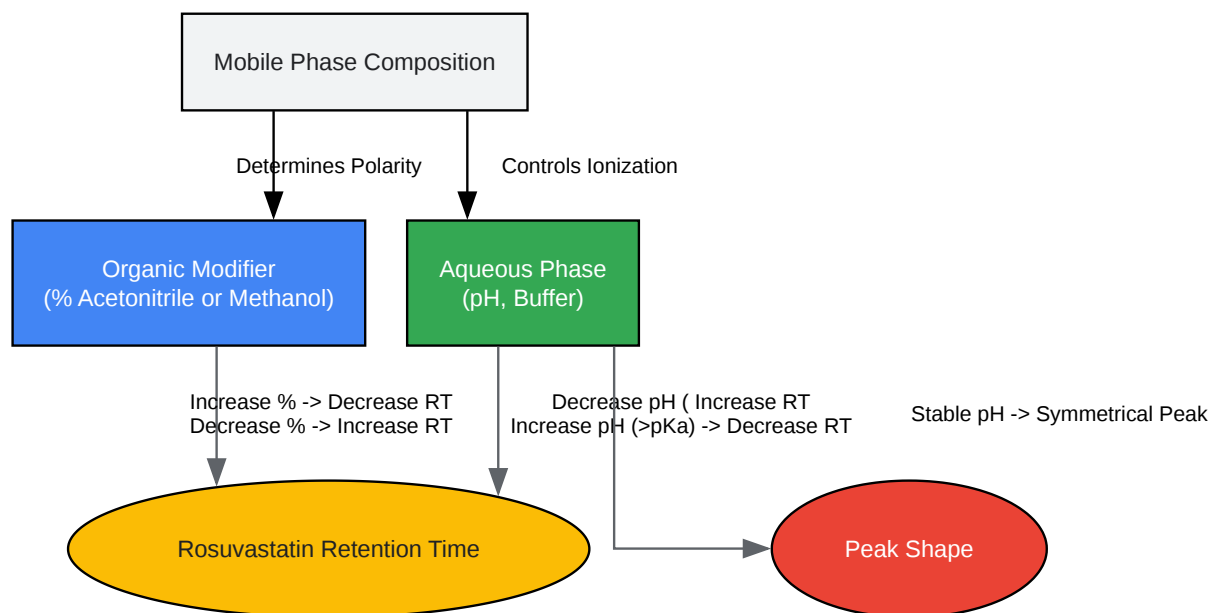 Mobile Phase Composition
Determines Polarity
Controls Ionization
Organic Modifier
(% Acetonitrile or Methanol)
Aqueous Phase
(pH, Buffer)
Increase % -> Decrease RT
Decrease % -> Increase RT
Decrease pH ( Increase RT
Increase pH (>pKa) -> Decrease RT
Stable pH -> Symmetrical Peak
Rosuvastatin Retention Time
Peak Shape